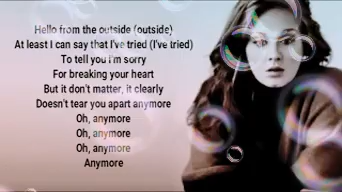 Hello from the outside (outside)
At least I can say that I've tried (I've tried)
To tell you I'm sorry
For breaking your heart
But it don't matter, it clearly
Doesn't tear you apart anymore
Oh, anymore
Oh, anymore
Oh, anymore
Anymore